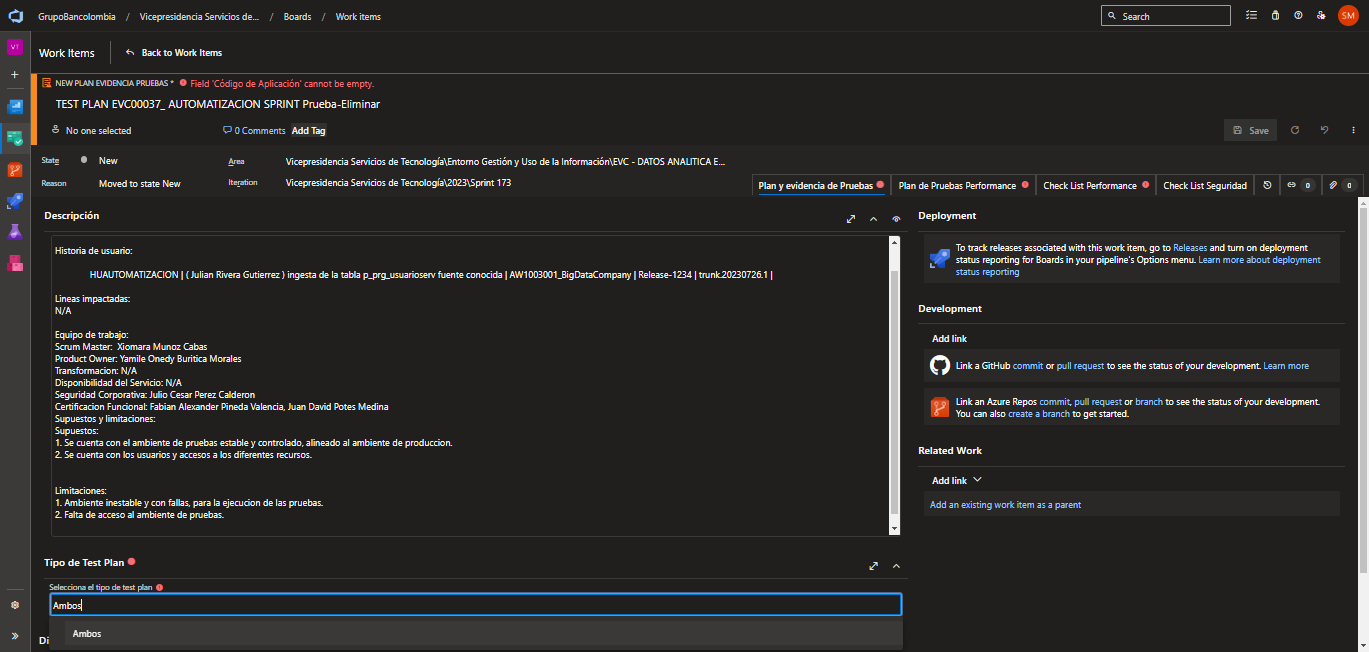 GrupoBancolombia / Vicepresidencia Servicios de... / Boards / Work items
Search
SM
VT
Work Items
Back to Work Items
NEW PLAN EVIDENCIA PRUEBAS * Field 'Código de Aplicación' cannot be empty.
TEST PLAN EVC00037_ AUTOMATIZACION SPRINT Prueba-Eliminar
No one selected
0 Comments
Add Tag
Save
State
New
Area
Vicepresidencia Servicios de Tecnología\Entorno Gestión y Uso de la Información\EVC - DATOS ANALITICA E...
Reason
Moved to state New
Iteration
Vicepresidencia Servicios de Tecnología\2023\Sprint 173
Plan y evidencia de Pruebas
Plan de Pruebas Performance
Check List Performance
Check List Seguridad
0
0
Descripción
Historia de usuario:
HUAUTOMATIZACION | ( Julian Rivera Gutierrez ) ingesta de la tabla p_prg_usuarioserv fuente conocida | AW1003001_BigDataCompany | Release-1234 | trunk.20230726.1 |
Lineas impactadas:
N/A
Equipo de trabajo:
Scrum Master: Xiomara Munoz Cabas
Product Owner: Yamile Onedy Buritica Morales
Transformacion: N/A
Disponibilidad del Servicio: N/A
Seguridad Corporativa: Julio Cesar Perez Calderon
Certificacion Funcional: Fabian Alexander Pineda Valencia, Juan David Potes Medina
Supuestos y limitaciones:
Supuestos:
1. Se cuenta con el ambiente de pruebas estable y controlado, alineado al ambiente de produccion.
2. Se cuenta con los usuarios y accesos a los diferentes recursos.
Limitaciones:
1. Ambiente inestable y con fallas, para la ejecucion de las pruebas.
2. Falta de acceso al ambiente de pruebas.
Tipo de Test Plan
Selecciona el tipo de test plan
Ambos
Ambos
Di
Deployment
To track releases associated with this work item, go to Releases and turn on deployment
status reporting for Boards in your pipeline's Options menu. Learn more about deployment
status reporting
Development
Add link
Link a GitHub commit or pull request to see the status of your development. Learn more
Link an Azure Repos commit, pull request or branch to see the status of your development.
You can also create a branch to get started.
Related Work
Add link
Add an existing work item as a parent